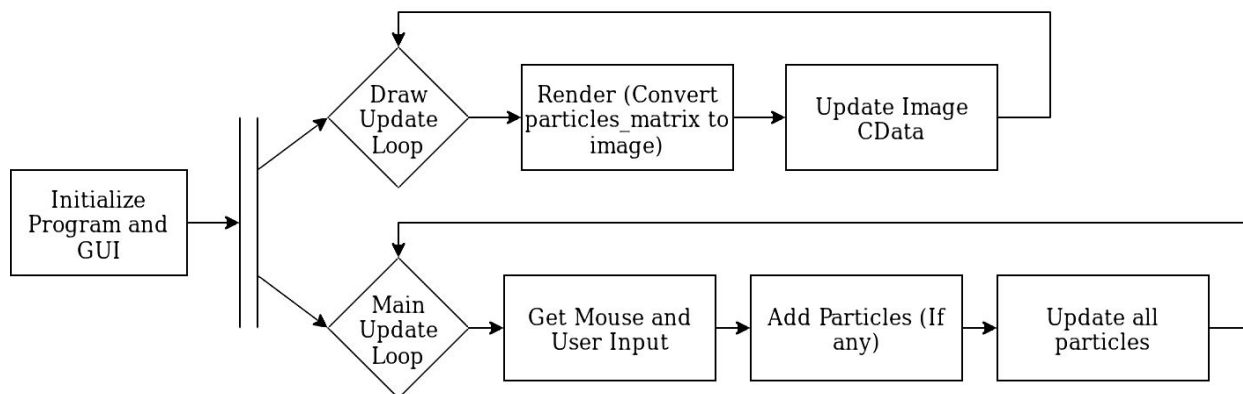 Initialize
Program and
GUI
Draw
Update
Loop
Render (Convert
particles_matrix to
image)
Update Image
CData
Main
Update
Loop
Get Mouse and
User Input
Add Particles (If
any)
Update all
particles